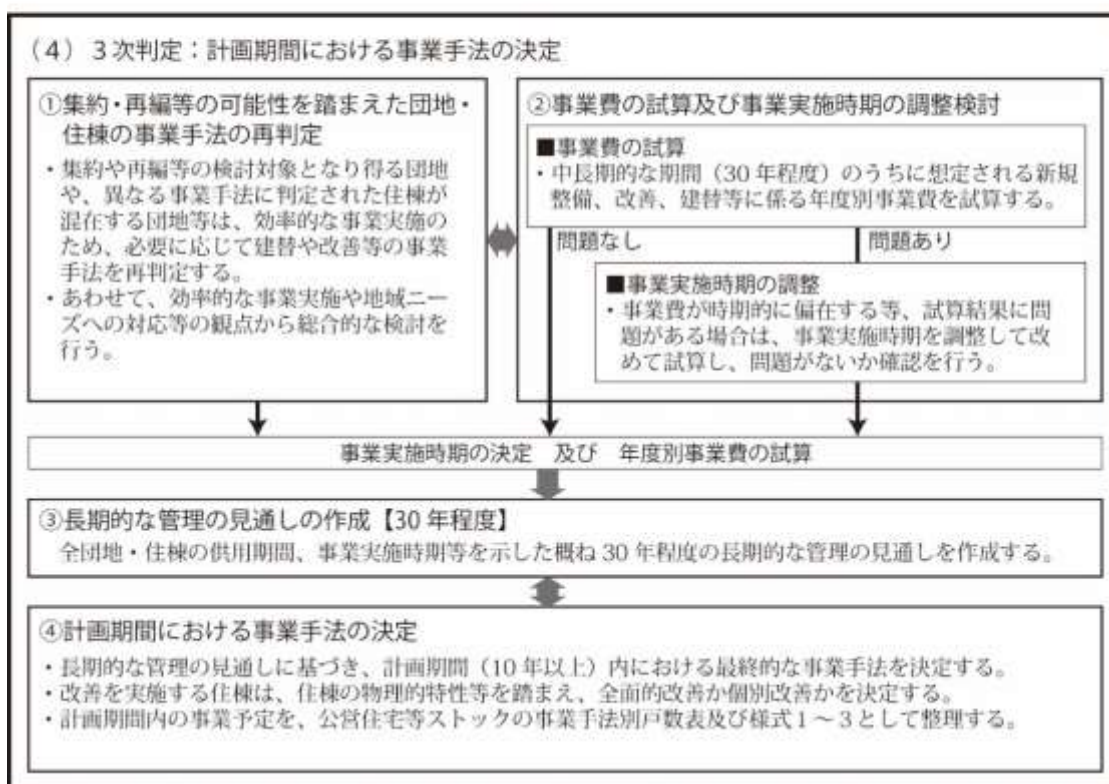 (4) 3次判定:計画期間における事業手法の決定
①集約・再編等の可能性を踏まえた団地・
住棟の事業手法の再判定
・集約や再編等の検討対象となり得る団地
や、異なる事業手法に判定された住棟が
混在する団地等は、効率的な事業実施の
ため、必要に応じて建替や改善等の事業
手法を再判定する。
・あわせて、効率的な事業実施や地域ニー
ズへの対応等の観点から総合的な検討を
行う。
②事業費の試算及び事業実施時期の調整検討
■事業費の試算
・中長期的な期間(30年程度)のうちに想定される新規
整備、改善、建替等に係る年度別事業費を試算する。
問題なし
問題あり
■事業実施時期の調整
・事業費が時期的に偏在する等、試算結果に問
題がある場合は、事業実施時期を調整して改
めて試算し、問題がないか確認を行う。
事業実施時期の決定 及び 年度別事業費の試算
③長期的な管理の見通しの作成【30年程度】
全団地・住棟の供用期間、事業実施時期等を示した概ね30年程度の長期的な管理の見通しを作成する。
④計画期間における事業手法の決定
・長期的な管理の見通しに基づき、計画期間(10年以上)内における最終的な事業手法を決定する。
・改善を実施する住棟は、住棟の物理的特性等を踏まえ、全面的改善か個別改善かを決定する。
・計画期間内の事業予定を、公営住宅等ストックの事業手法別戸数表及び様式1〜3として整理する。